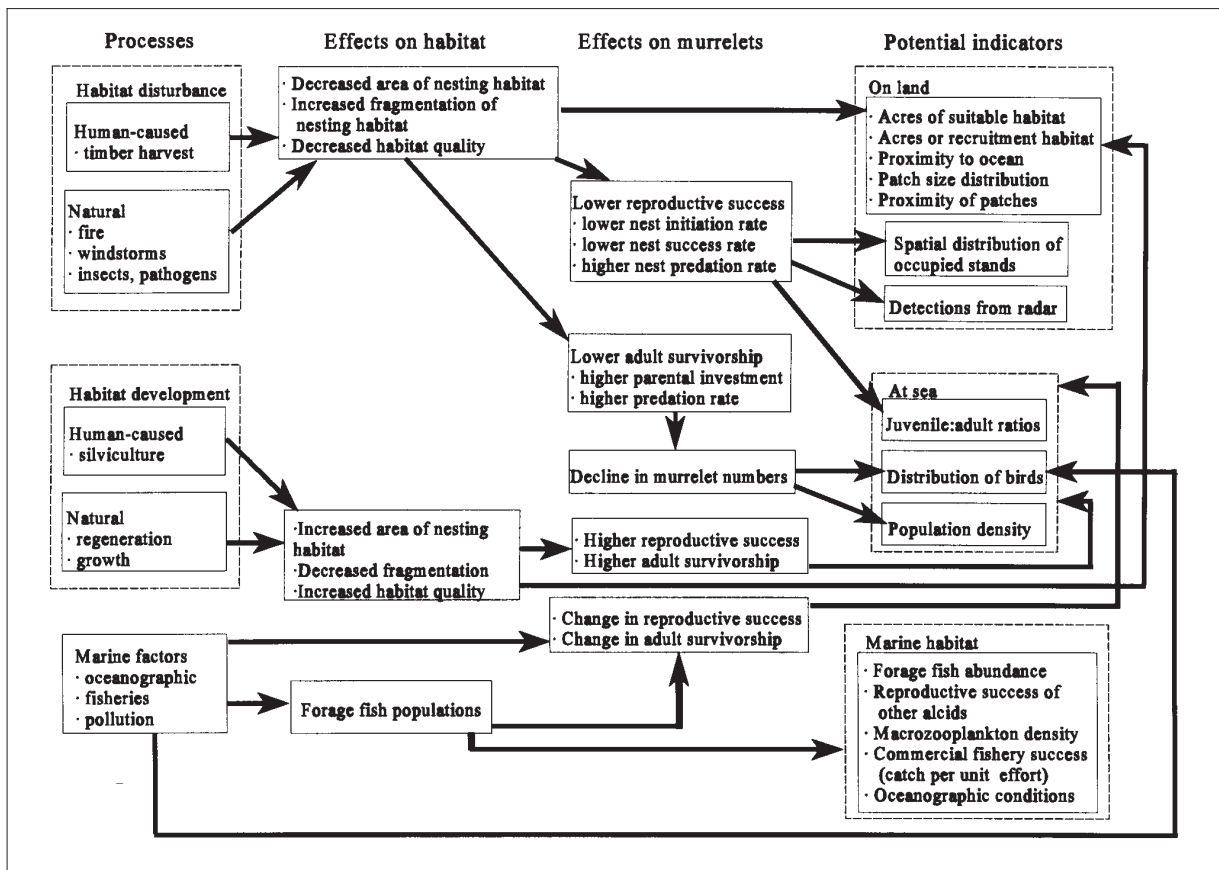 Processes
Effects on habitat
Effects on murrelets
Potential indicators
Habitat disturbance
Human-caused
· timber harvest
Natural
· fire
· windstorms
· insects, pathogens
· Decreased area of nesting habitat
· Increased fragmentation of
nesting habitat
· Decreased habitat quality
Lower reproductive success
· lower nest initiation rate
· lower nest success rate
· higher nest predation rate
On land
· Acres of suitable habitat
· Acres or recruitment habitat
· Proximity to ocean
· Patch size distribution
· Proximity of patches
Spatial distribution of
occupied stands
Detections from radar
Lower adult survivorship
· higher parental investment
· higher predation rate
Decline in murrelet numbers
At sea
Juvenile:adult ratios
Distribution of birds
Population density
Habitat development
Human-caused
· silviculture
Natural
· regeneration
· growth
·Increased area of nesting
habitat
·Decreased fragmentation
·Increased habitat quality
· Higher reproductive success
· Higher adult survivorship
· Change in reproductive success
· Change in adult survivorship
Marine factors
· oceanographic
· fisheries
· pollution
Forage fish populations
Marine habitat
· Forage fish abundance
· Reproductive success of
other alcids
· Macrozooplankton density
· Commercial fishery success
(catch per unit effort)
· Oceanographic conditions